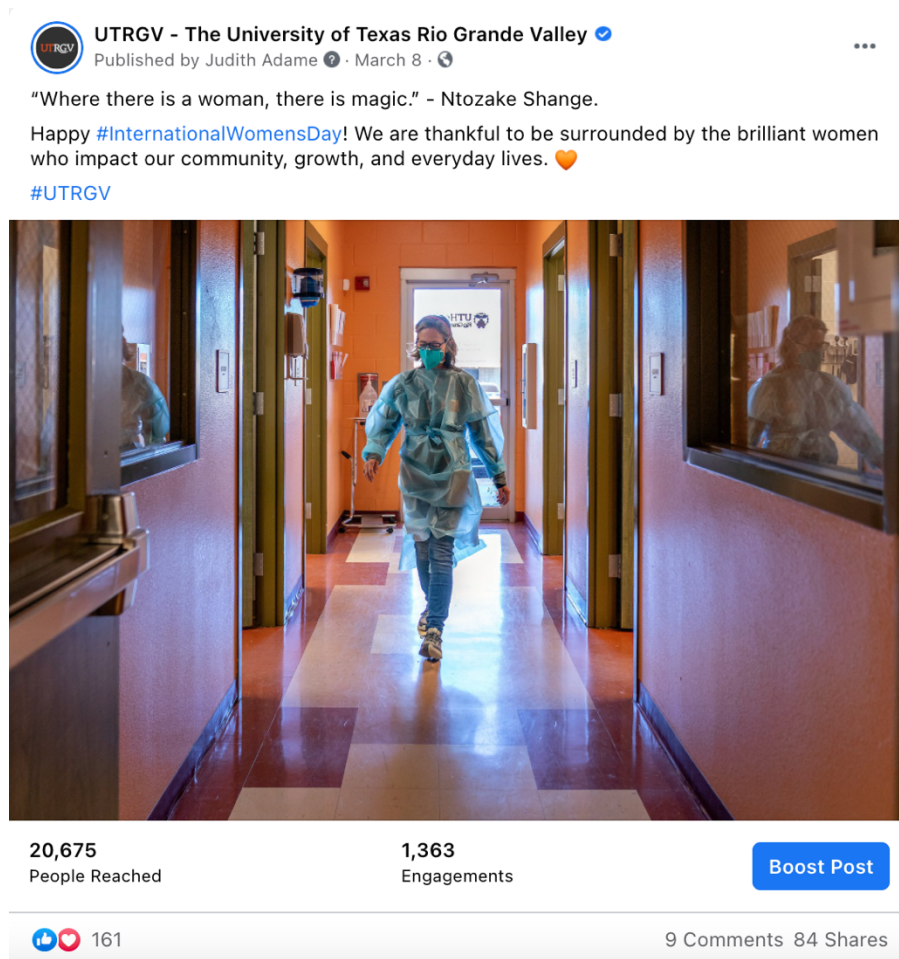 UTRGV
UTRGV - The University of Texas Rio Grande Valley
Published by Judith Adame ? · March 8 ·
“Where there is a woman, there is magic.” - Ntozake Shange.
Happy #InternationalWomensDay! We are thankful to be surrounded by the brilliant women
who impact our community, growth, and everyday lives. 🧡
#UTRGV
20,675
People Reached
1,363
Engagements
Boost Post
161
9 Comments 84 Shares